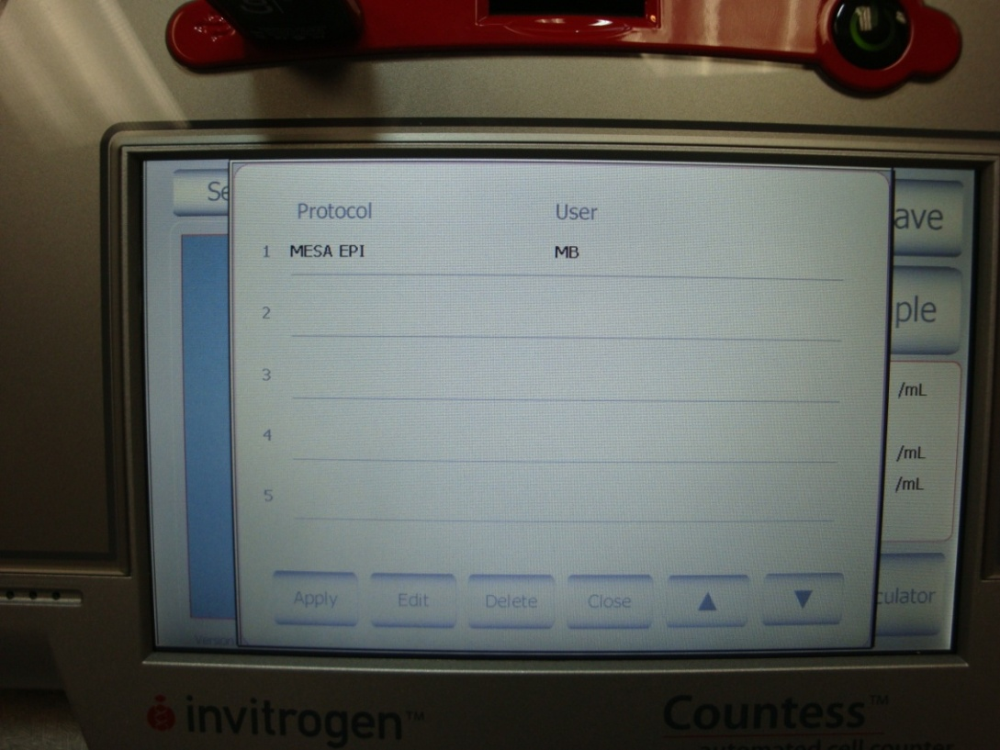 Se
Protocol User
ave
1 MESA EPI MB
2
ple
3
/mL
4
/mL
/mL
5
Apply Edit Delete Close ▲ ▼
culator
Version
invitrogen™
Countess™
automated cell counter